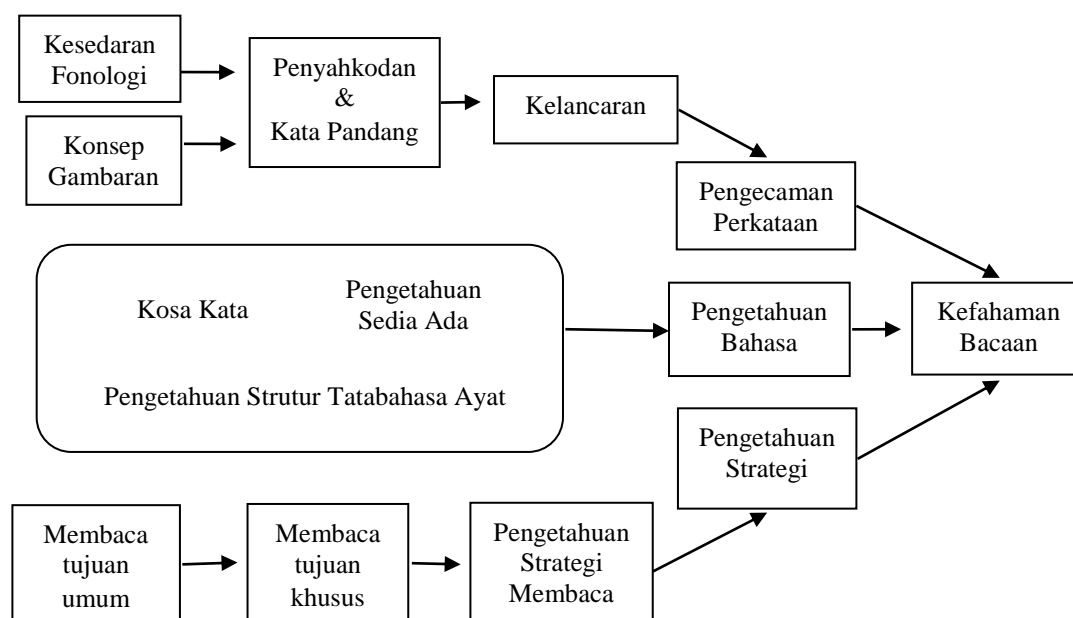 Kesedaran
Fonologi
Konsep
Gambaran
Penyahkodan
&
Kata Pandang
Kelancaran
Pengecaman
Perkataan
Kosa Kata
Pengetahuan
Sedia Ada
Pengetahuan Strutur Tatabahasa Ayat
Pengetahuan
Bahasa
Kefahaman
Bacaan
Pengetahuan
Strategi
Membaca
tujuan
umum
Membaca
tujuan
khusus
Pengetahuan
Strategi
Membaca